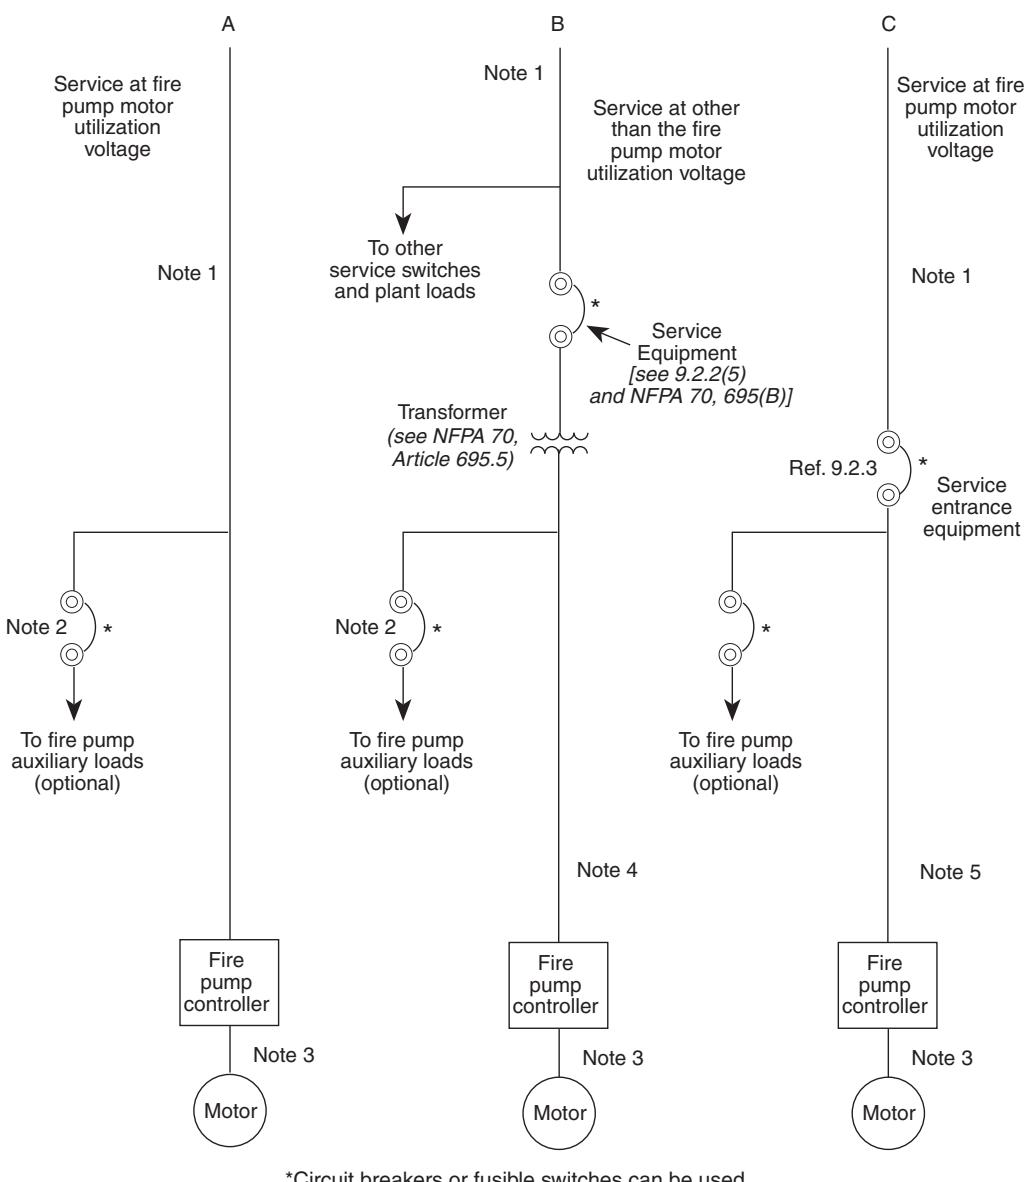 A
B
C
Service at fire
pump motor
utilization
voltage
Note 1
Service at other
than the fire
pump motor
utilization voltage
Service at fire
pump motor
utilization
voltage
To other
service switches
and plant loads
Note 1
Note 1
*
Service
Equipment
[see 9.2.2(5)
and NFPA 70, 695(B)]
Transformer
(see NFPA 70,
Article 695.5)
Ref. 9.2.3
*
Service
entrance
equipment
Note 2
*
Note 2
*
*
To fire pump
auxiliary loads
(optional)
To fire pump
auxiliary loads
(optional)
To fire pump
auxiliary loads
(optional)
Note 4
Note 5
Fire
pump
controller
Fire
pump
controller
Fire
pump
controller
Note 3
Note 3
Note 3
Motor
Motor
Motor
*Circuit breakers or fusible switches can be used